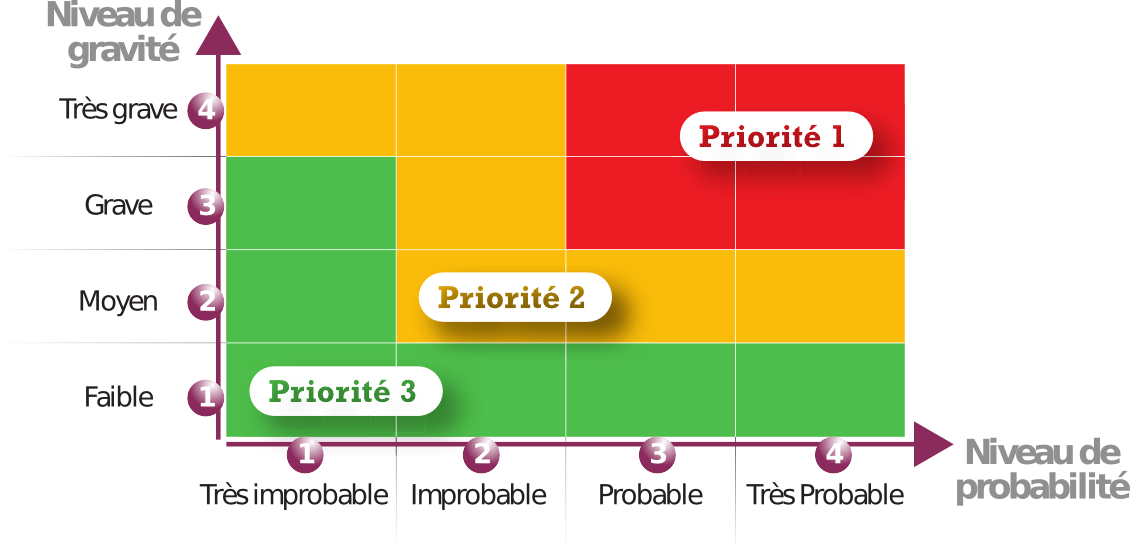 Niveau de
gravité
Très grave 4
Priorité 1
Grave 3
Moyen 2
Priorité 2
Faible 1
Priorité 3
1 2 3 4
Très improbable Improbable Probable Très Probable
Niveau de
probabilité